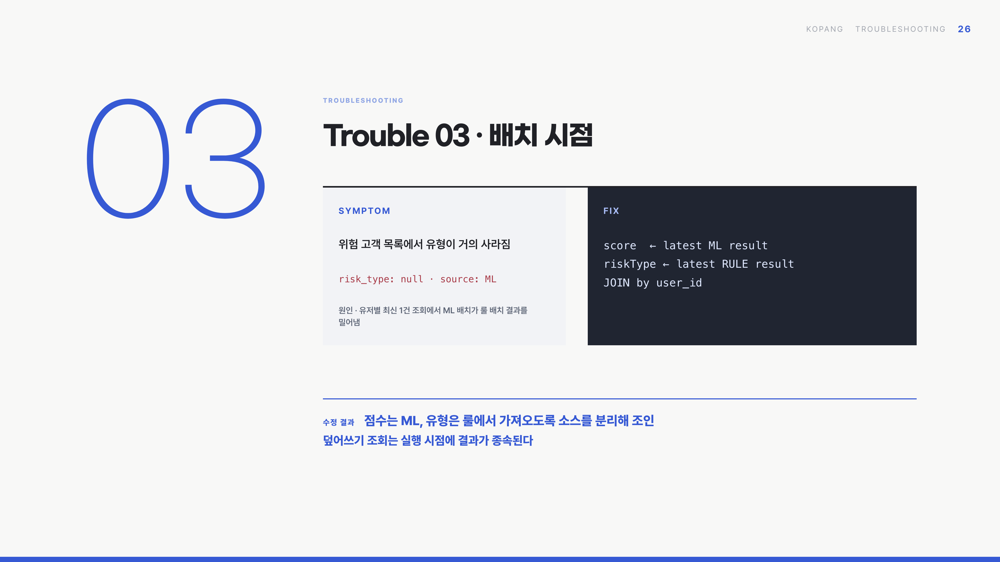 KOPANG TROUBLESHOOTING 26
03
TROUBLESHOOTING
Trouble 03 · 배치 시점
SYMPTOM
위험 고객 목록에서 유형이 거의 사라짐
risk_type: null · source: ML
원인 · 유저별 최신 1건 조회에서 ML 배치가 룰 배치 결과를
밀어냄
FIX
score ← latest ML result
riskType ← latest RULE result
JOIN by user_id
수정 결과 점수는 ML, 유형은 룰에서 가져오도록 소스를 분리해 조인
덮어쓰기 조회는 실행 시점에 결과가 종속된다